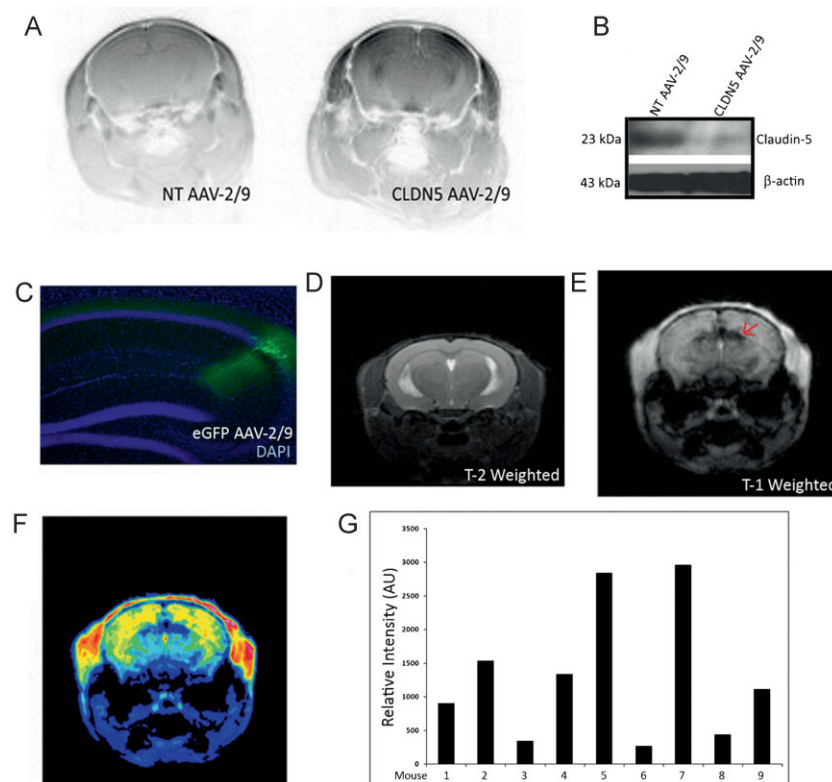 A
NT AAV-2/9
CLDN5 AAV-2/9
B
NT AAV-2/9
CLDN5 AAV-2/9
23 kDa
Claudin-5
43 kDa
β-actin
C
eGFP AAV-2/9
DAPI
D
T-2 Weighted
E
T-1 Weighted
F
G
Relative Intensity (AU)
3500
3000
2500
2000
1500
1000
500
0
Mouse 1 2 3 4 5 6 7 8 9